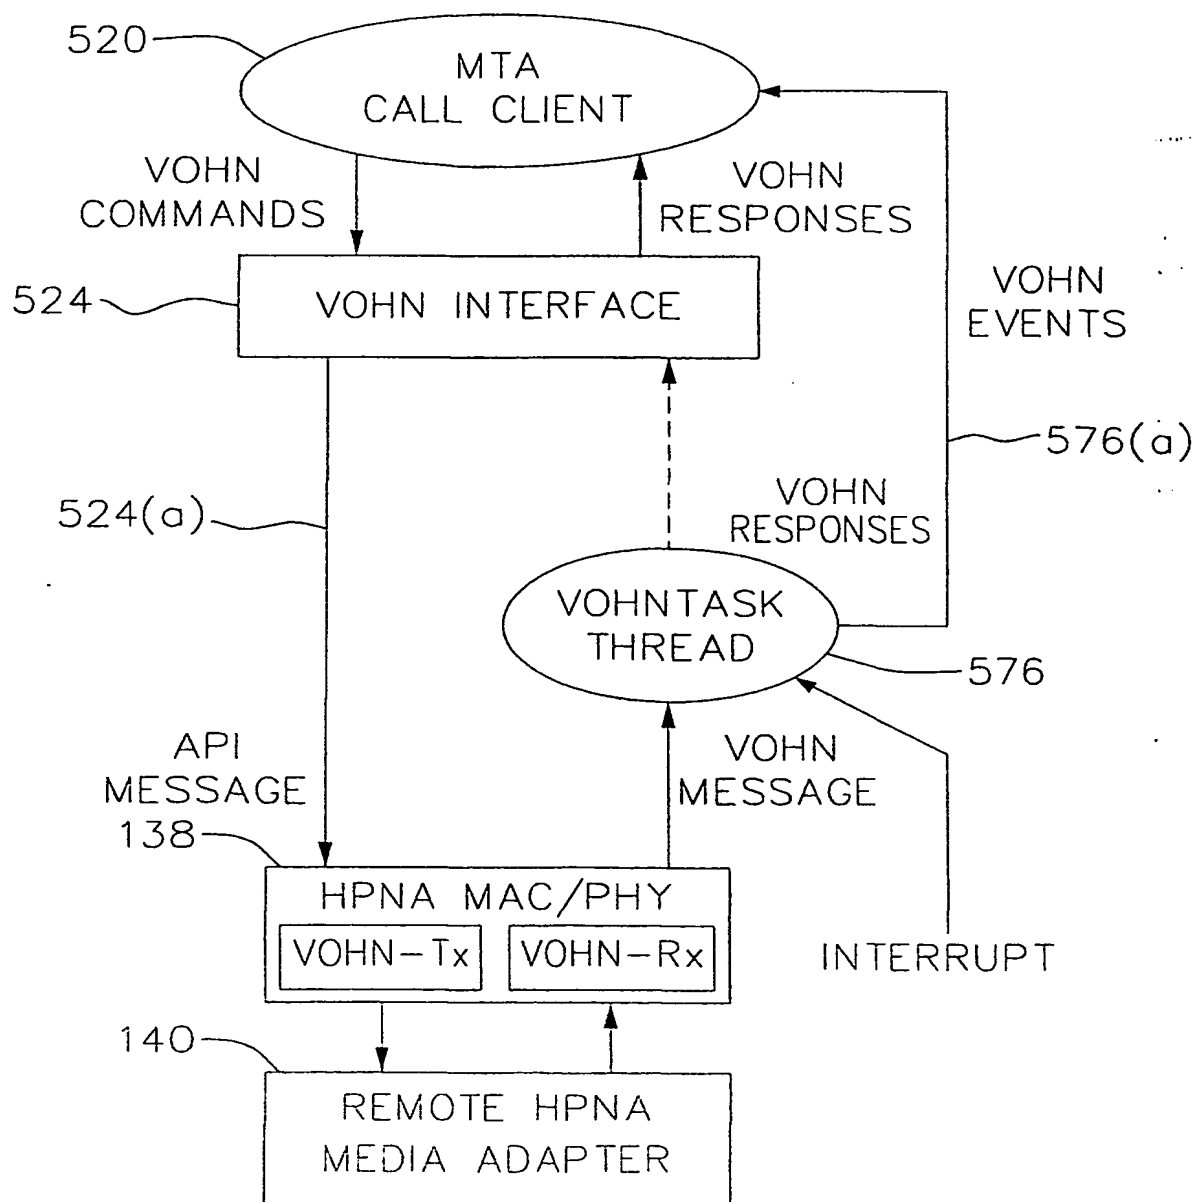 520
MTA
CALL CLIENT
VOHN
COMMANDS
VOHN
RESPONSES
524
VOHN INTERFACE
VOHN
EVENTS
576(a)
524(a)
VOHN
RESPONSES
VOHNTASK
THREAD
576
API
MESSAGE
VOHN
MESSAGE
138
HPNA MAC/PHY
VOHN-Tx
VOHN-Rx
INTERRUPT
140
REMOTE HPNA
MEDIA ADAPTER